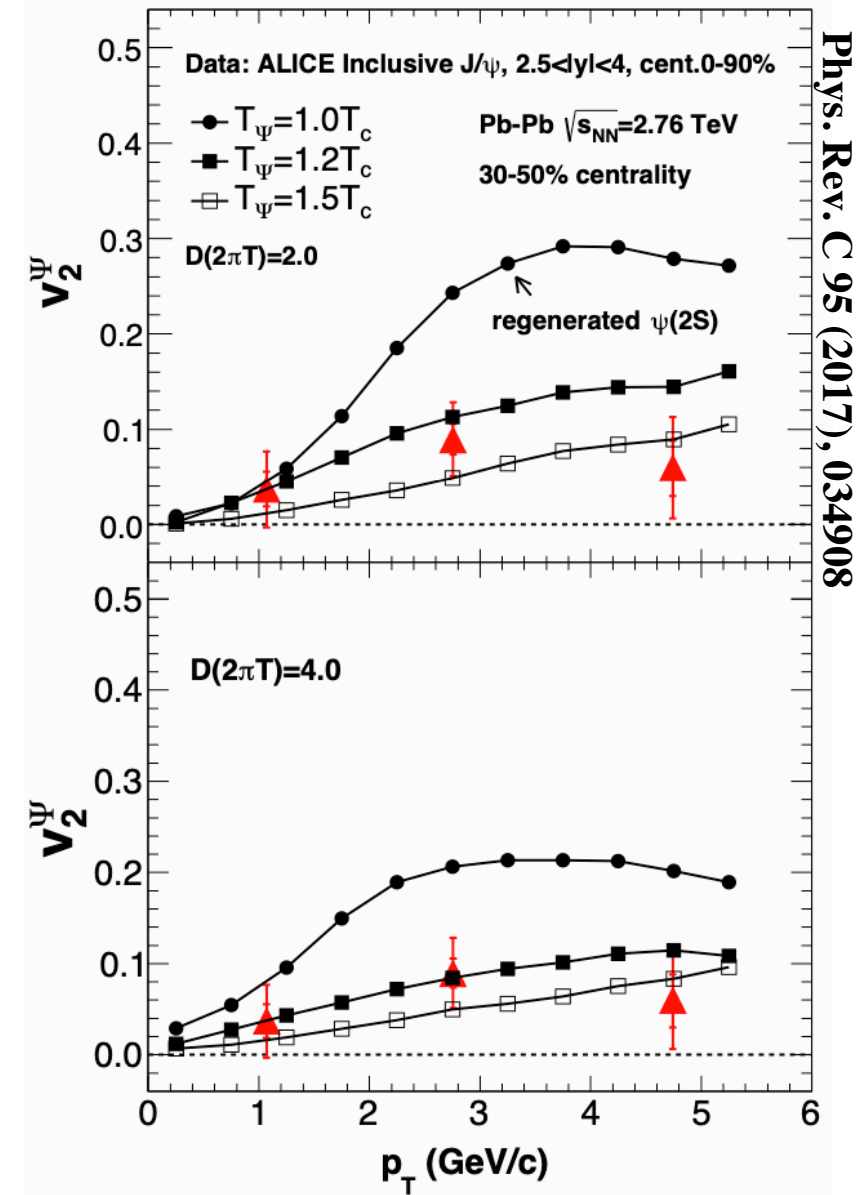 Data: ALICE Inclusive J/ψ, 2.5<|y|<4, cent.0-90%
T_Ψ=1.0T_c
T_Ψ=1.2T_c
T_Ψ=1.5T_c
Pb-Pb √s_NN=2.76 TeV
30-50% centrality
D(2πT)=2.0
regenerated ψ(2S)
v_2^Ψ
0.5
0.4
0.3
0.2
0.1
0.0
D(2πT)=4.0
v_2^Ψ
0.5
0.4
0.3
0.2
0.1
0.0
0 1 2 3 4 5 6
p_T (GeV/c)
Phys. Rev. C 95 (2017), 034908